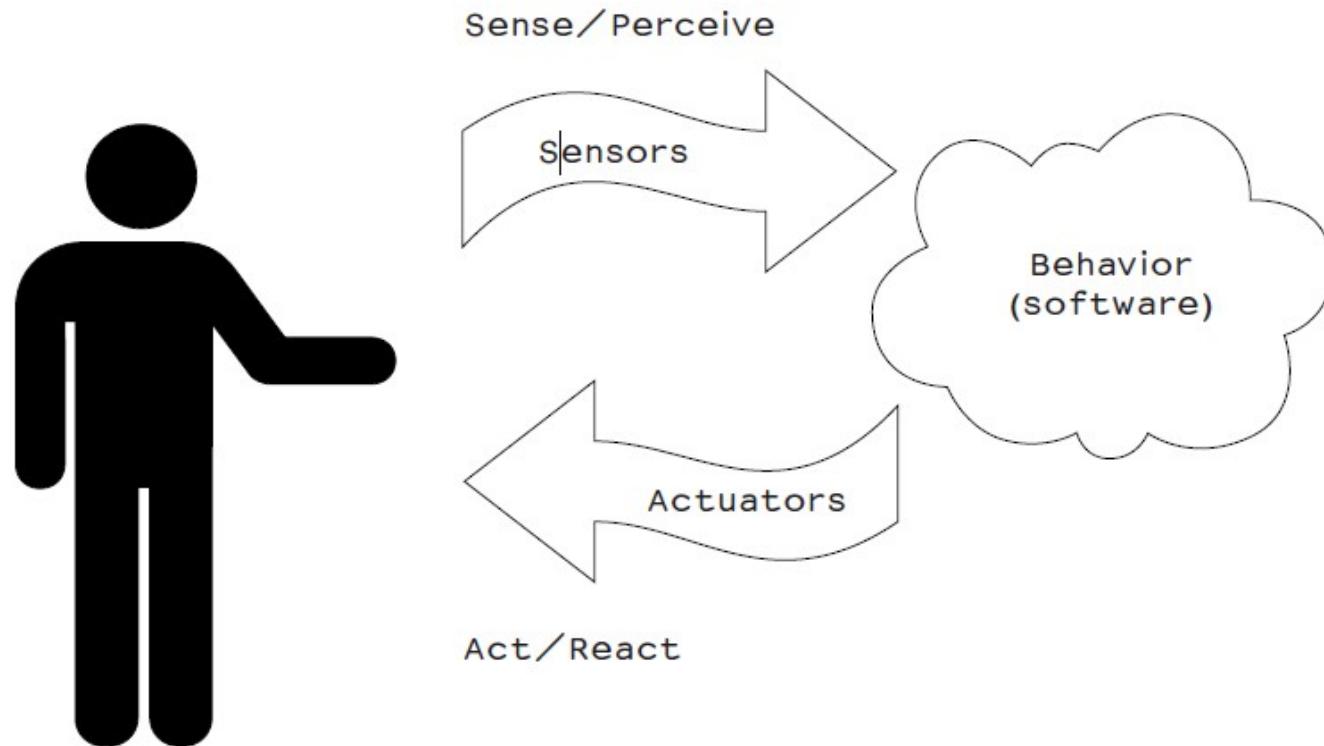 Sense/Perceive
Sensors
Behavior
(software)
Actuators
Act/React